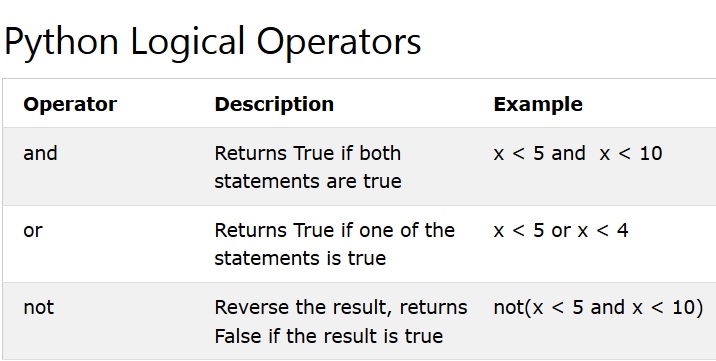 Python Logical Operators
Operator Description Example
and Returns True if both x < 5 and  x < 10
statements are true
or Returns True if one of the x < 5 or x < 4
statements is true
not Reverse the result, returns not(x < 5 and x < 10)
False if the result is true